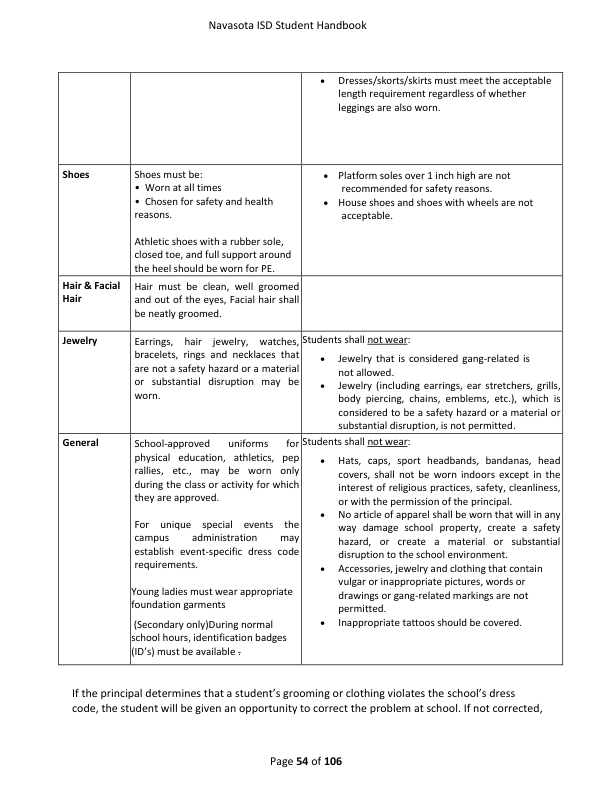 Navasota ISD Student Handbook
• Dresses/skorts/skirts must meet the acceptable
length requirement regardless of whether
leggings are also worn.
Shoes
Shoes must be:
• Worn at all times
• Chosen for safety and health
reasons.
Athletic shoes with a rubber sole,
closed toe, and full support around
the heel should be worn for PE.
• Platform soles over 1 inch high are not
recommended for safety reasons.
• House shoes and shoes with wheels are not
acceptable.
Hair & Facial
Hair
Hair must be clean, well groomed
and out of the eyes, Facial hair shall
be neatly groomed.
Jewelry
Earrings, hair jewelry, watches,
bracelets, rings and necklaces that
are not a safety hazard or a material
or substantial disruption may be
worn.
Students shall not wear:
• Jewelry that is considered gang-related is
not allowed.
• Jewelry (including earrings, ear stretchers, grills,
body piercing, chains, emblems, etc.), which is
considered to be a safety hazard or a material or
substantial disruption, is not permitted.
General
School-approved uniforms for
physical education, athletics, pep
rallies, etc., may be worn only
during the class or activity for which
they are approved.
For unique special events the
campus administration may
establish event-specific dress code
requirements.
Young ladies must wear appropriate
foundation garments
(Secondary only)During normal
school hours, identification badges
(ID's) must be available .
Students shall not wear:
• Hats, caps, sport headbands, bandanas, head
covers, shall not be worn indoors except in the
interest of religious practices, safety, cleanliness,
or with the permission of the principal.
• No article of apparel shall be worn that will in any
way damage school property, create a safety
hazard, or create a material or substantial
disruption to the school environment.
• Accessories, jewelry and clothing that contain
vulgar or inappropriate pictures, words or
drawings or gang-related markings are not
permitted.
• Inappropriate tattoos should be covered.
If the principal determines that a student's grooming or clothing violates the school's dress
code, the student will be given an opportunity to correct the problem at school. If not corrected,
Page 54 of 106